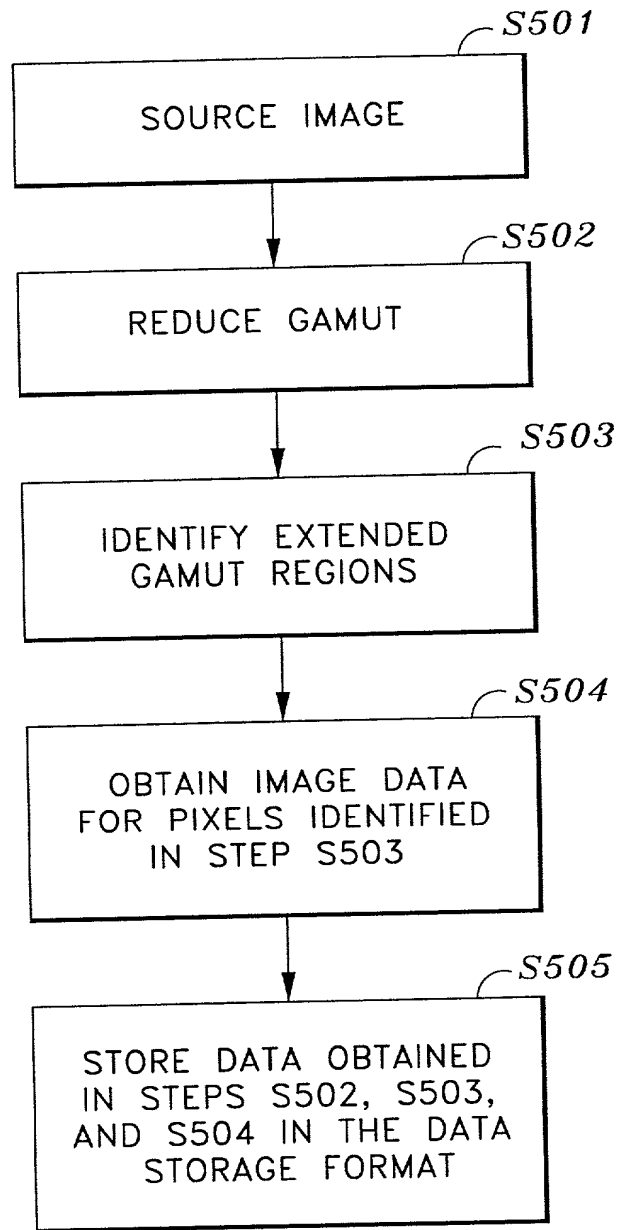 S501
SOURCE IMAGE
S502
REDUCE GAMUT
S503
IDENTIFY EXTENDED
GAMUT REGIONS
S504
OBTAIN IMAGE DATA
FOR PIXELS IDENTIFIED
IN STEP S503
S505
STORE DATA OBTAINED
IN STEPS S502, S503,
AND S504 IN THE DATA
STORAGE FORMAT